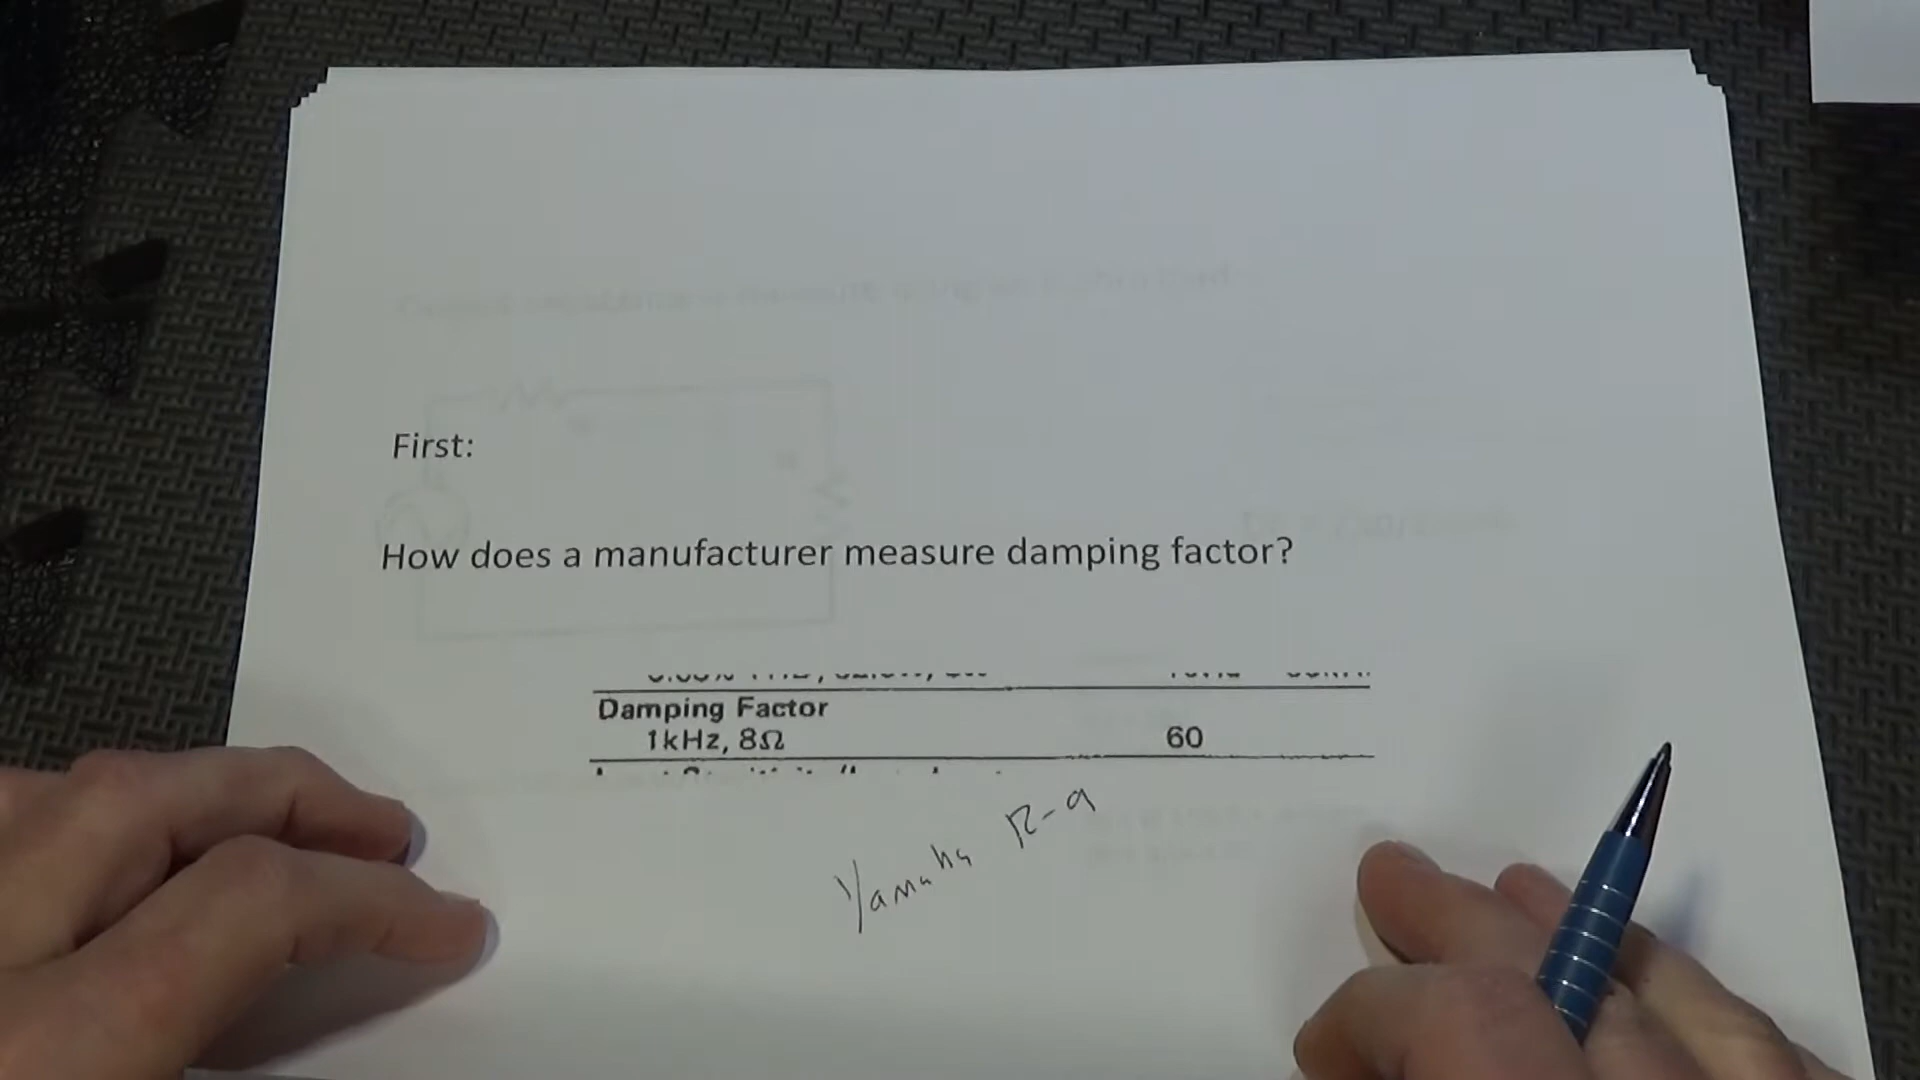 First:
How does a manufacturer measure damping factor?
Damping Factor
1kHz, 8Ω 60
Yamaha R-9